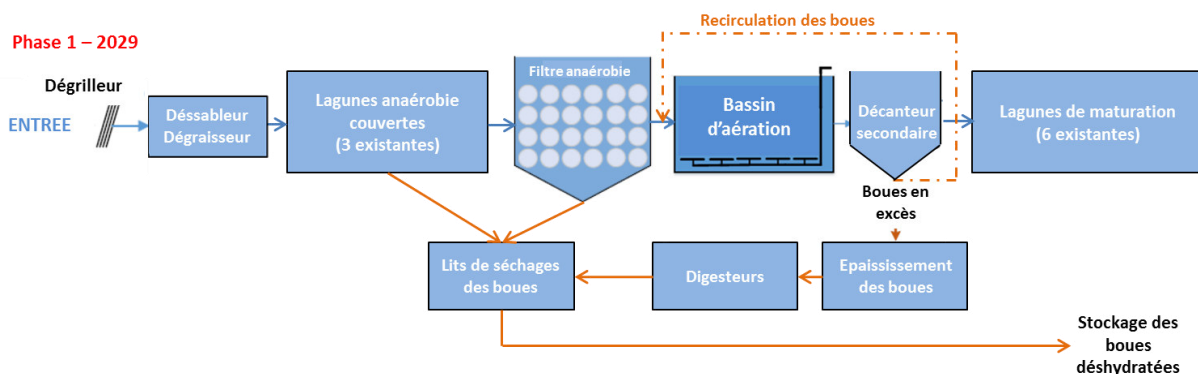 Recirculation des boues
Phase 1 – 2029
Dégrilleur
ENTREE
Déssableur
Dégraisseur
Lagunes anaérobie
couvertes
(3 existantes)
Filtre anaérobie
Bassin
d'aération
Décanteur
secondaire
Lagunes de maturation
(6 existantes)
Boues en
excès
Lits de séchages
des boues
Digesteurs
Epaississement
des boues
Stockage des
boues
déshydratées